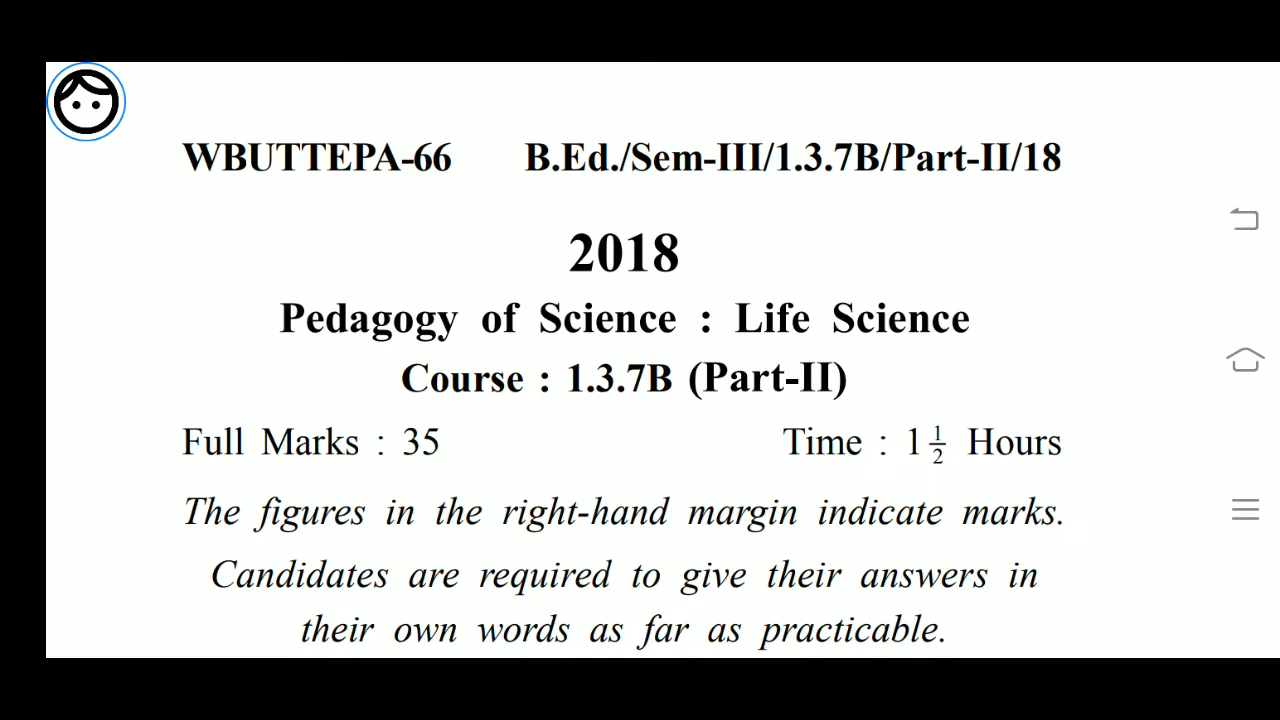 WBUTTEPA-66 B.Ed./Sem-III/1.3.7B/Part-II/18
2018
Pedagogy of Science : Life Science
Course : 1.3.7B (Part-II)
Full Marks : 35 Time : 1 1/2 Hours
The figures in the right-hand margin indicate marks.
Candidates are required to give their answers in
their own words as far as practicable.